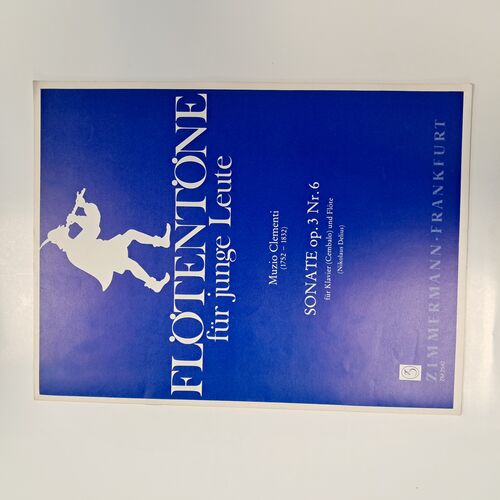 FLÖTENTÖNE
für junge Leute
Muzio Clementi
(1752 – 1832)
SONATE op. 3 Nr. 6
für Klavier (Cembalo) und Flöte
(Nikolaus Delius)
ZIMMERMANN · FRANKFURT